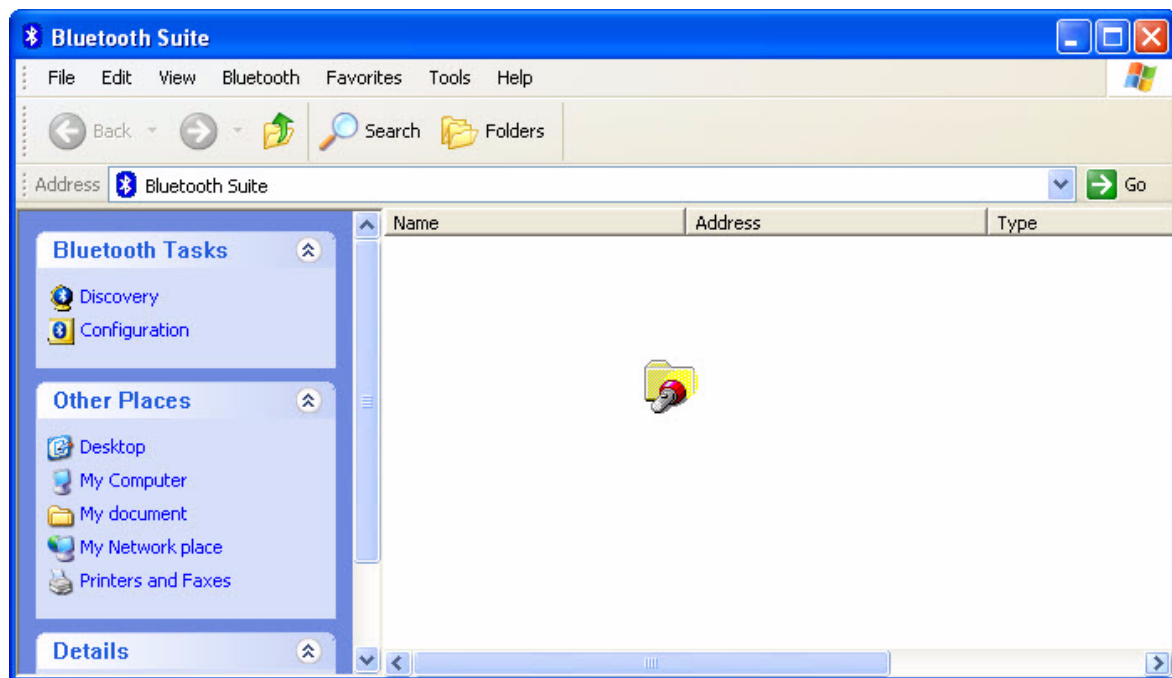 Bluetooth Suite
File Edit View Bluetooth Favorites Tools Help
Back Search Folders
Address Bluetooth Suite Go
Name Address Type
Bluetooth Tasks
Discovery
Configuration
Other Places
Desktop
My Computer
My document
My Network place
Printers and Faxes
Details